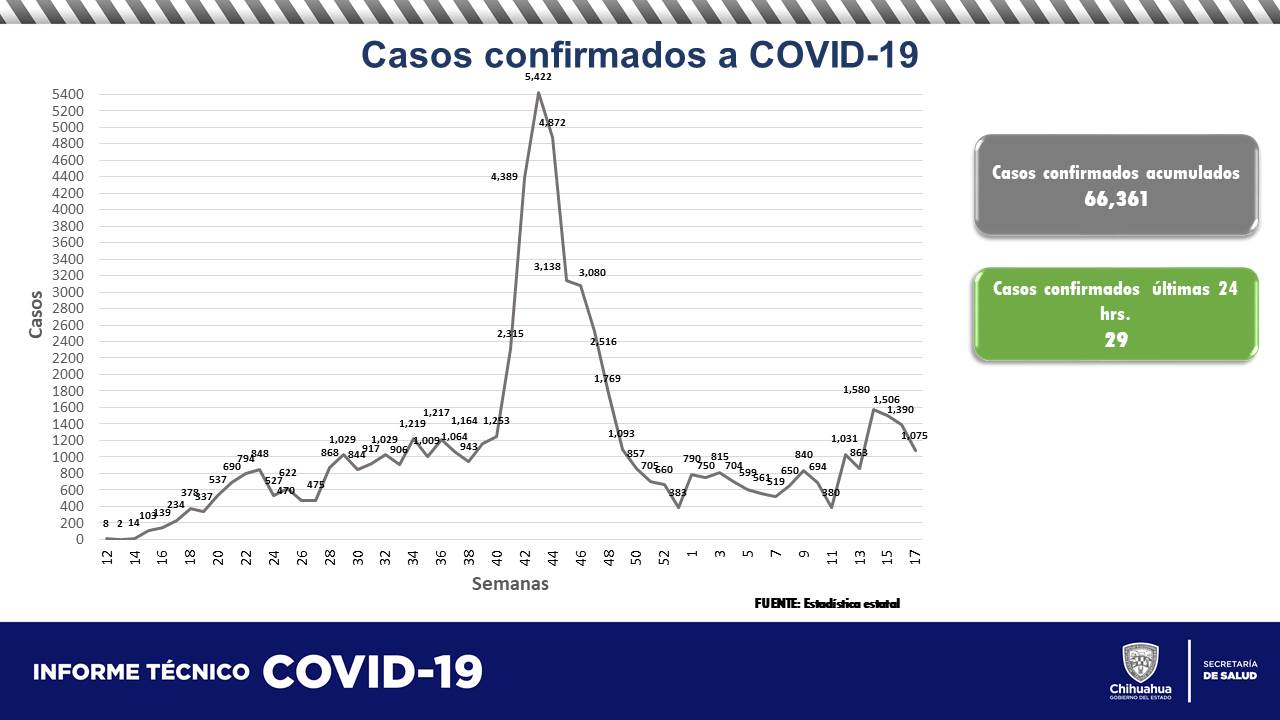 Casos confirmados a COVID-19
5400
5200
5000
4800
4600
4400
4200
4000
3800
3600
3400
3200
3000
2800
2600
2400
2200
2000
1800
1600
1400
1200
1000
800
600
400
200
0
Casos
8 2 14 103 139 234 378 337 537 690 794 848 527 622 470 475 868 1,029 844 917 1,029 906 1,219 1,009 1,217 1,064 943 1,164 1,253 2,315 4,389 5,422 4,872 3,138 3,080 2,516 1,769 1,093 857 705 660 383 790 750 815 704 599 561 519 650 840 694 380 1,031 863 1,580 1,506 1,390 1,075
12 14 16 18 20 22 24 26 28 30 32 34 36 38 40 42 44 46 48 50 52 1 3 5 7 9 11 13 15 17
Semanas
FUENTE: Estadística estatal
Casos confirmados acumulados
66,361
Casos confirmados últimas 24
hrs.
29
INFORME TÉCNICO COVID-19
Chihuahua
GOBIERNO DEL ESTADO
SECRETARÍA
DE SALUD